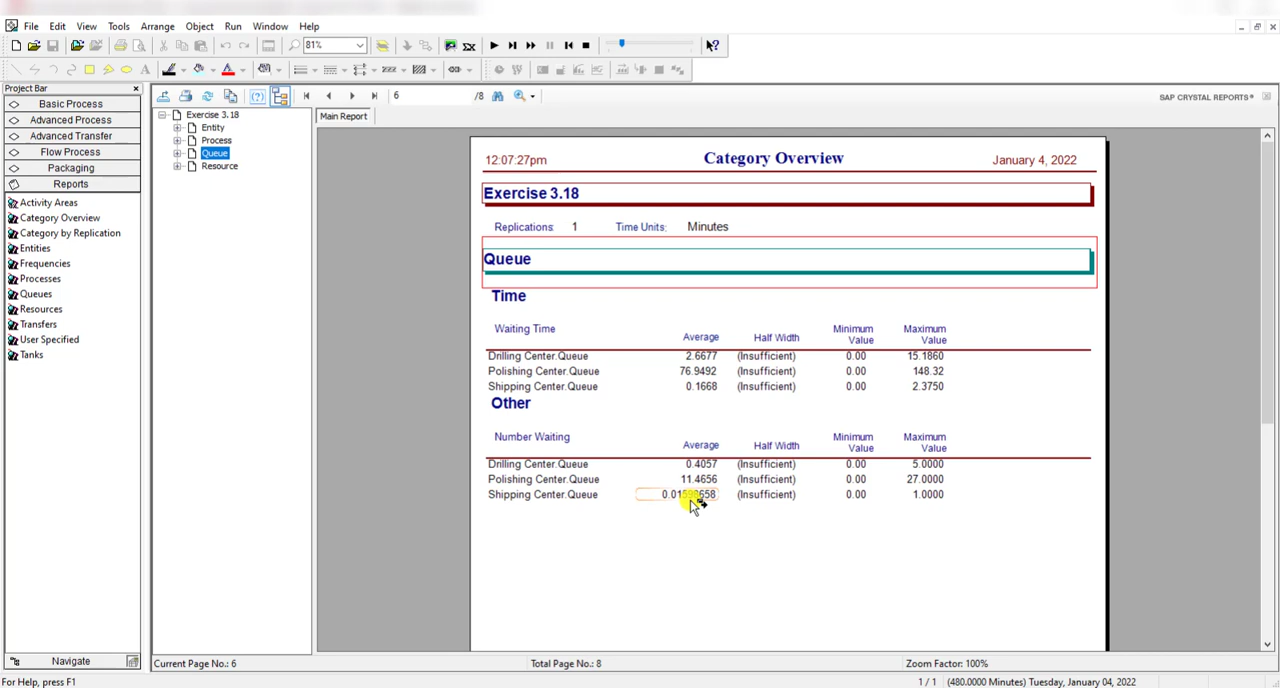 File Edit View Tools Arrange Object Run Window Help
81%
Project Bar
Basic Process
Advanced Process
Advanced Transfer
Flow Process
Packaging
Reports
Activity Areas
Category Overview
Category by Replication
Entities
Frequencies
Processes
Queues
Resources
Transfers
User Specified
Tanks
Navigate
6 /8
SAP CRYSTAL REPORTS®
Exercise 3.18
Entity
Process
Queue
Resource
Main Report
12:07:27pm Category Overview January 4, 2022
Exercise 3.18
Replications: 1 Time Units: Minutes
Queue
Time
Waiting Time Average Half Width Minimum Value Maximum Value
Drilling Center.Queue 2.6677 (Insufficient) 0.00 15.1860
Polishing Center.Queue 76.9492 (Insufficient) 0.00 148.32
Shipping Center.Queue 0.1668 (Insufficient) 0.00 2.3750
Other
Number Waiting Average Half Width Minimum Value Maximum Value
Drilling Center.Queue 0.4057 (Insufficient) 0.00 5.0000
Polishing Center.Queue 11.4656 (Insufficient) 0.00 27.0000
Shipping Center.Queue (Insufficient) 0.00 1.0000
Current Page No.: 6 Total Page No.: 8 Zoom Factor: 100%
For Help, press F1 1 / 1 (480.0000 Minutes) Tuesday, January 04, 2022